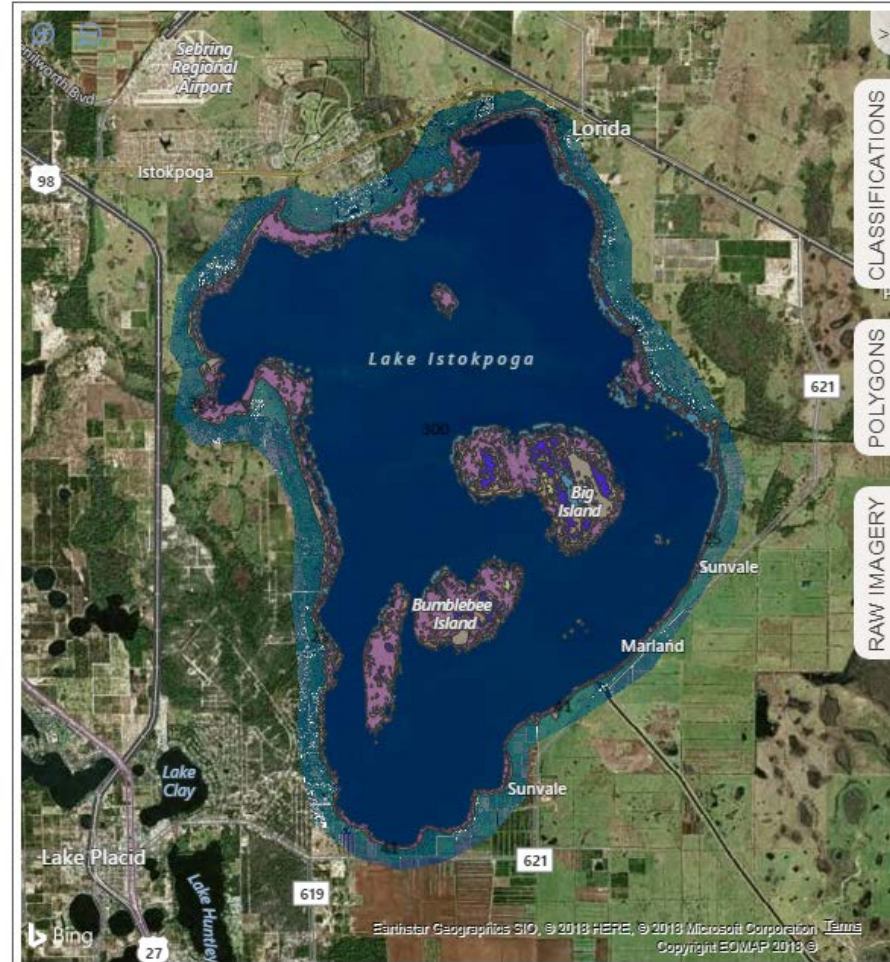 Sebring
Regional
Airport
Lorida
98
Istokpoga
CLASSIFICATIONS
Lake Istokpoga
621
POLYGONS
300
Big
Island
RAW IMAGERY
Sunvale
Bumblebee
Island
Marland
Lake
Clay
Sunvale
Lake Placid
621
619
Lake Huntley
Earthstar Geographics SIO, © 2018 HERE, © 2018 Microsoft Corporation Terms
Bing
27
Copyright EOMAP 2018 ©